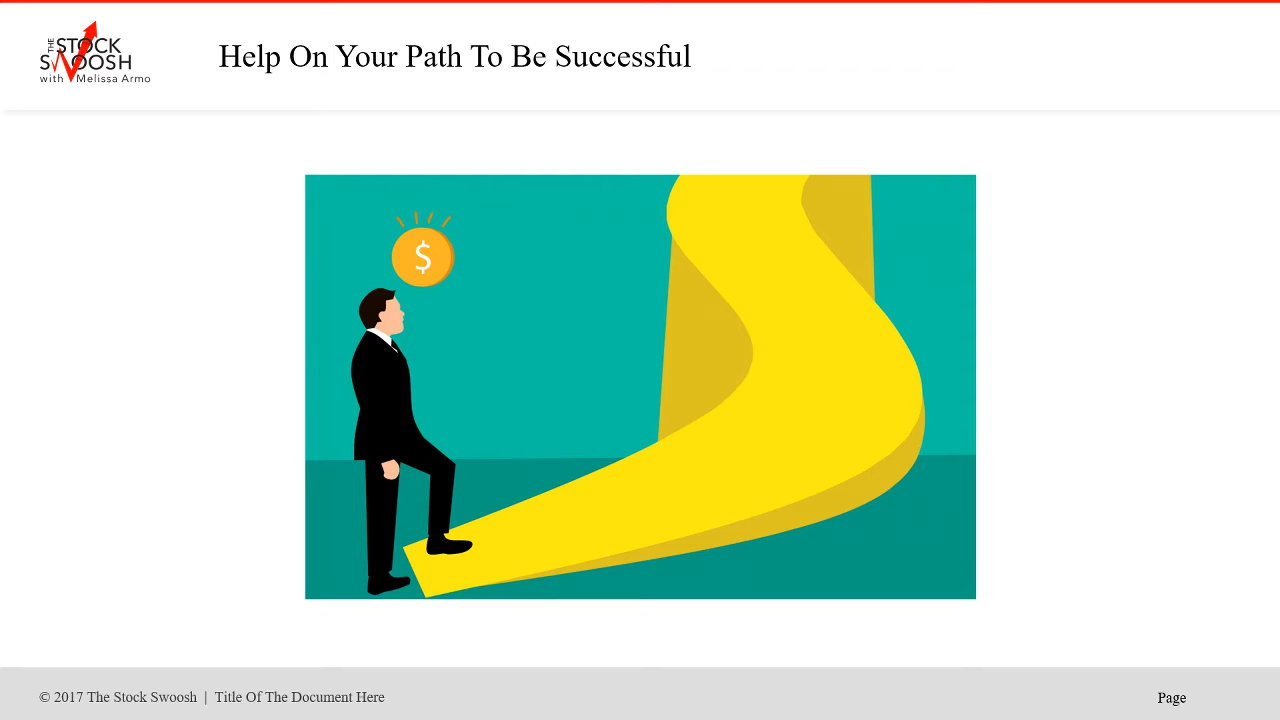 THE STOCK
SWOOSH
with Melissa Armo
Help On Your Path To Be Successful
$
© 2017 The Stock Swoosh | Title Of The Document Here
Page